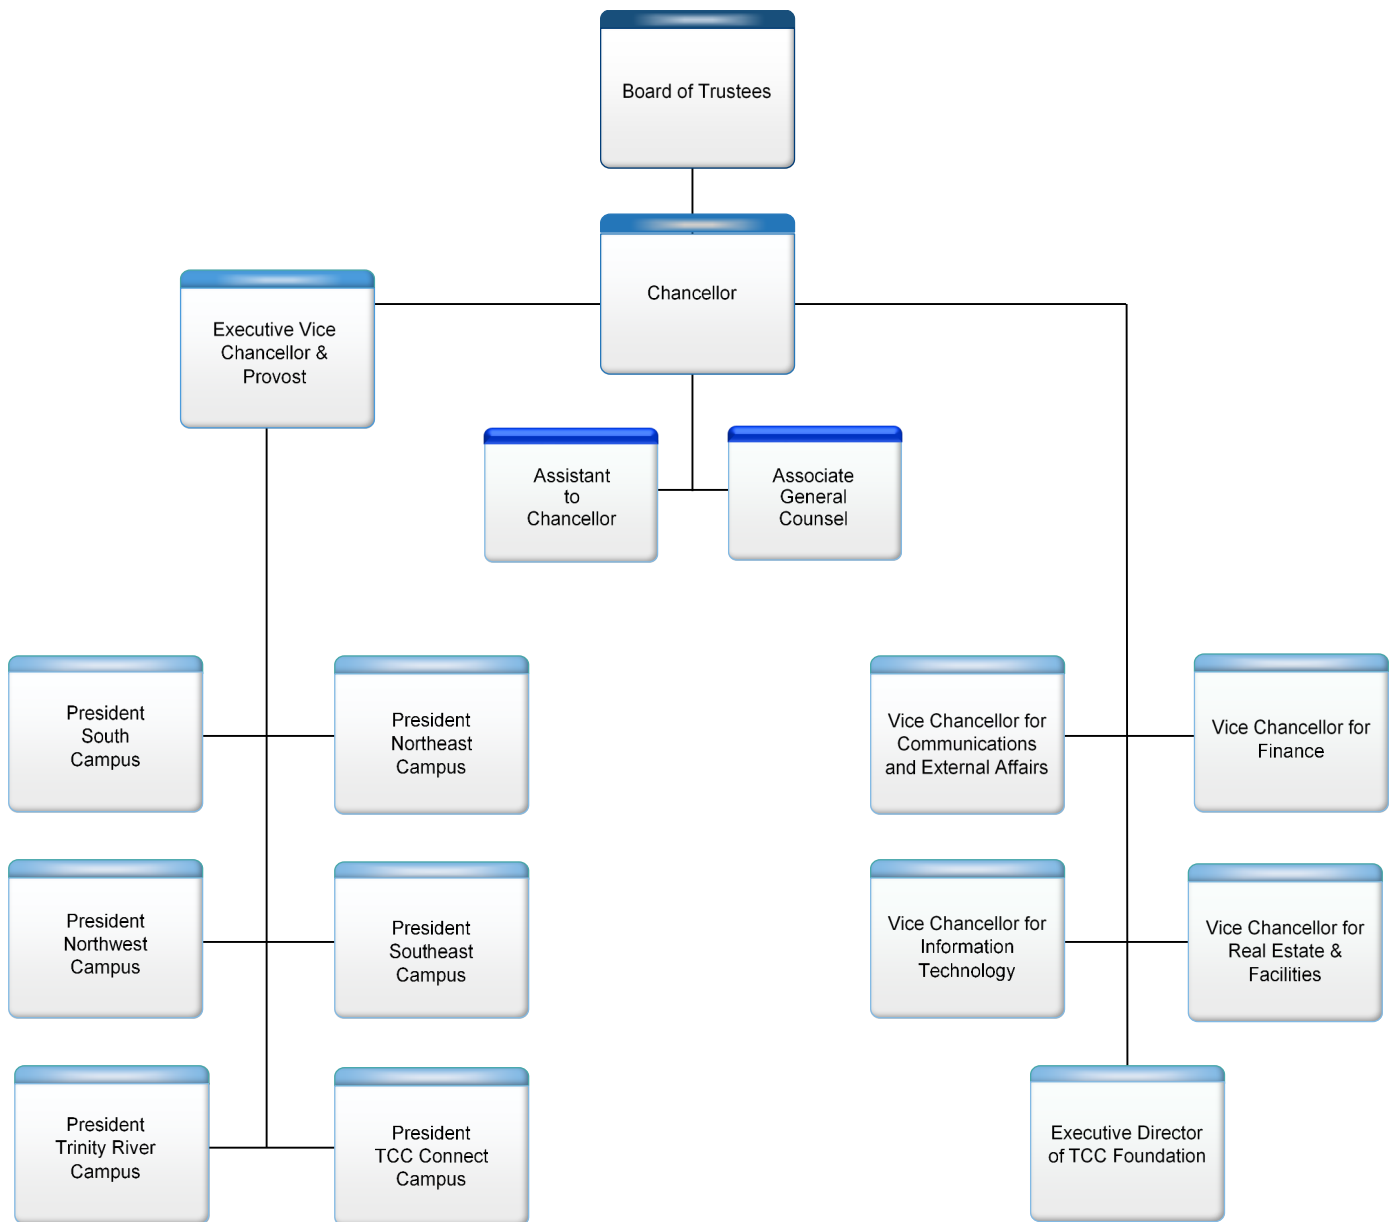 Board of Trustees
Chancellor
Executive Vice
Chancellor &
Provost
Assistant
to
Chancellor
Associate
General
Counsel
President
South
Campus
President
Northeast
Campus
Vice Chancellor for
Communications
and External Affairs
Vice Chancellor for
Finance
President
Northwest
Campus
President
Southeast
Campus
Vice Chancellor for
Information
Technology
Vice Chancellor for
Real Estate &
Facilities
President
Trinity River
Campus
President
TCC Connect
Campus
Executive Director
of TCC Foundation